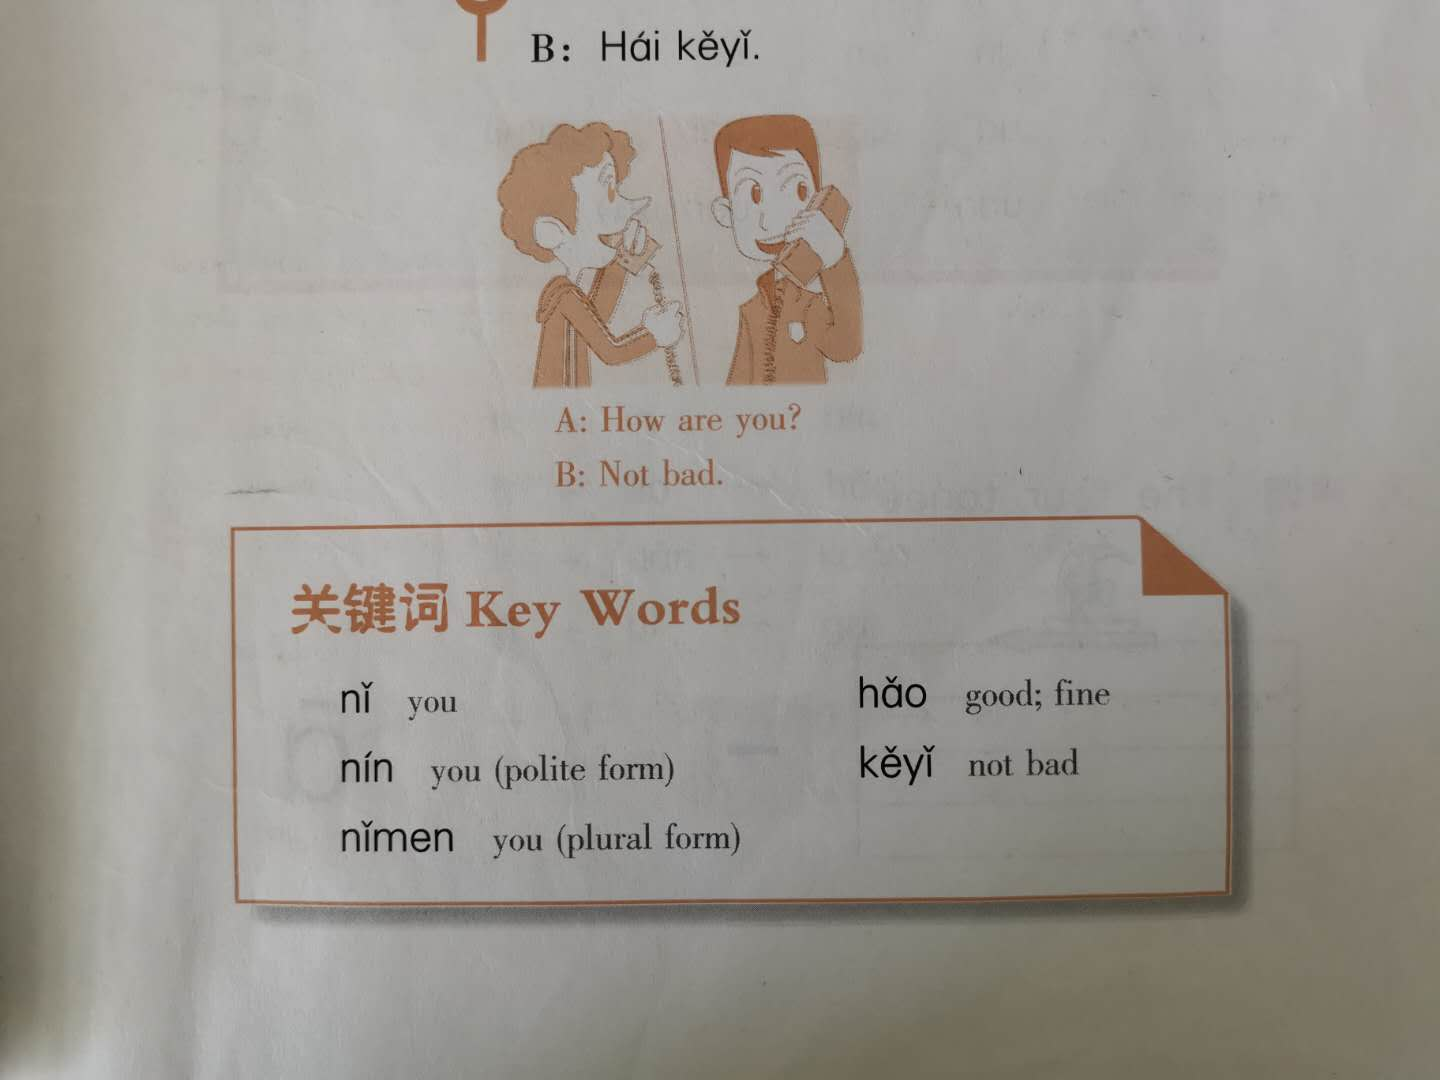 B: Hái kěyǐ.
A: How are you?
B: Not bad.
关键词 Key Words
nǐ you
nín you (polite form)
nǐmen you (plural form)
hǎo good; fine
kěyǐ not bad